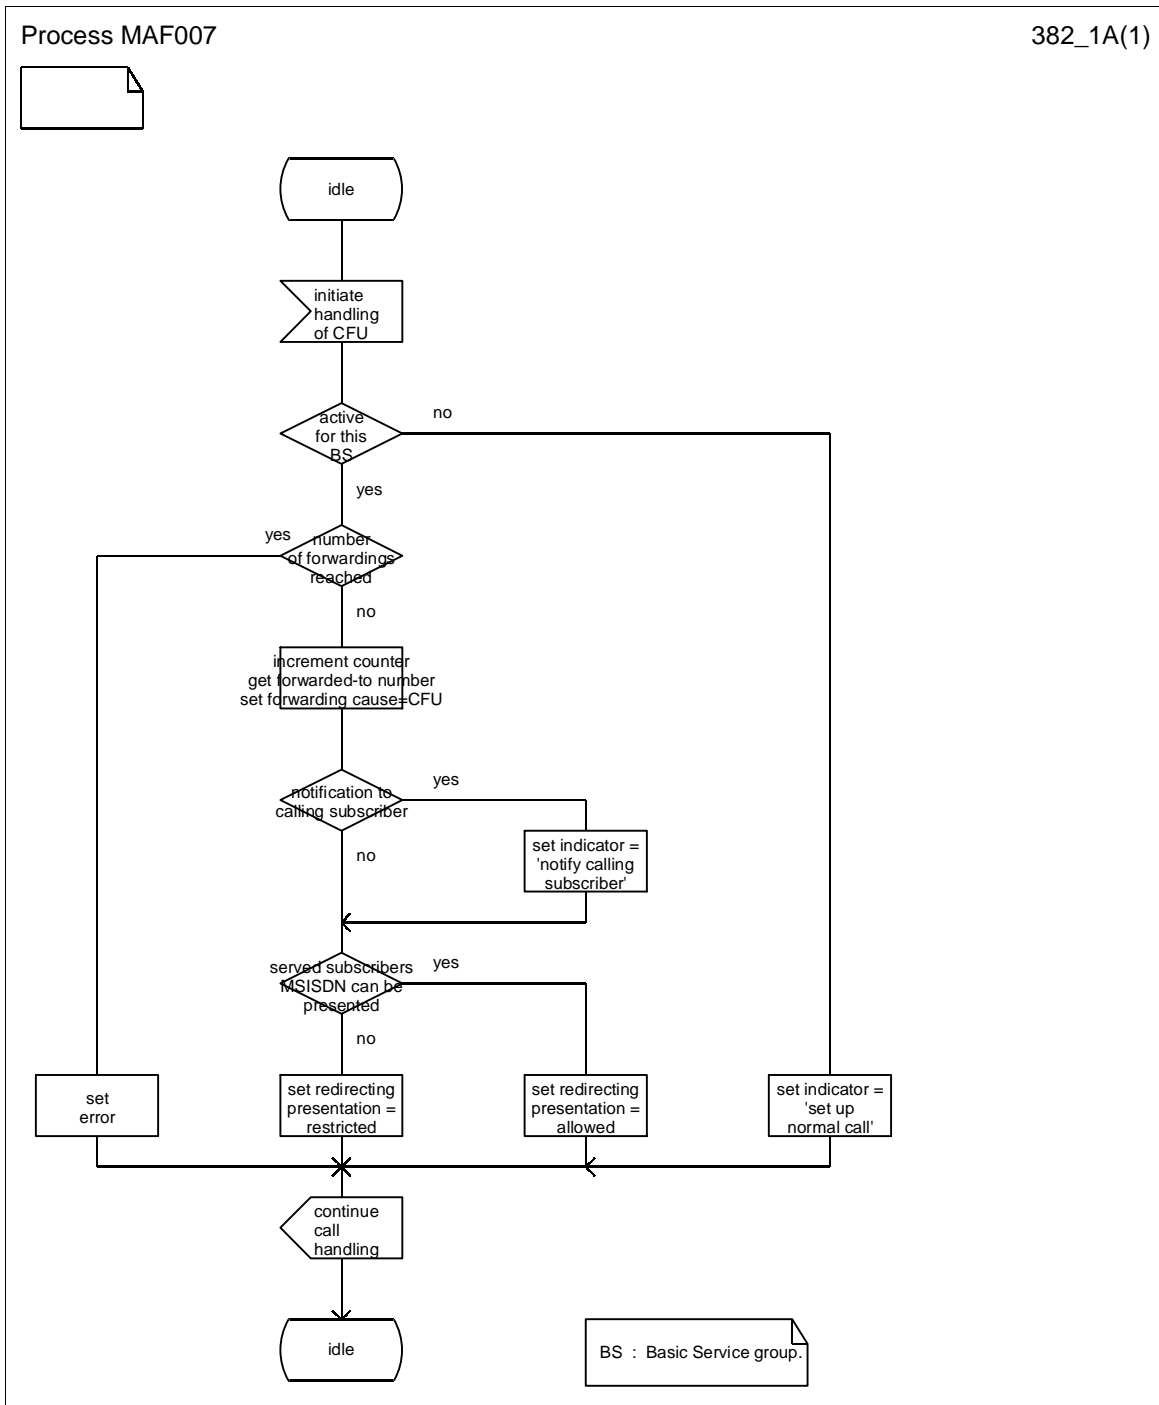 Process MAF007
382_1A(1)
idle
initiate
handling
of CFU
active
for this
BS
no
yes
yes
number
of forwardings
reached
no
increment counter
get forwarded-to number
set forwarding cause=CFU
notification to
calling subscriber
yes
no
set indicator =
'notify calling
subscriber'
served subscribers
MSISDN can be
presented
yes
no
set
error
set redirecting
presentation =
restricted
set redirecting
presentation =
allowed
set indicator =
'set up
normal call'
continue
call
handling
idle
BS : Basic Service group.